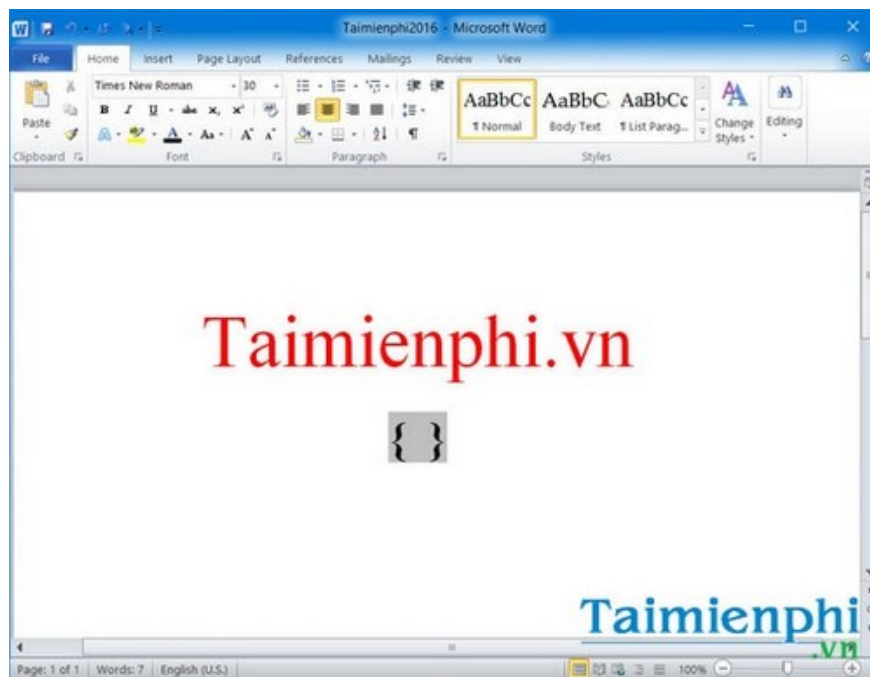 Taimienphi2016 - Microsoft Word
File Home Insert Page Layout References Mailings Review View
Times New Roman 30
AaBbCc AaBbC AaBbCc
Paste
B I U abe x, x'
¶ Normal Body Text ¶ List Parag...
Change Styles
Editing
A Aa A A
Clipboard Font Paragraph Styles
Taimienphi.vn
{ }
Taimienphi
.vn
Page: 1 of 1 Words: 7 English (U.S.) 100%